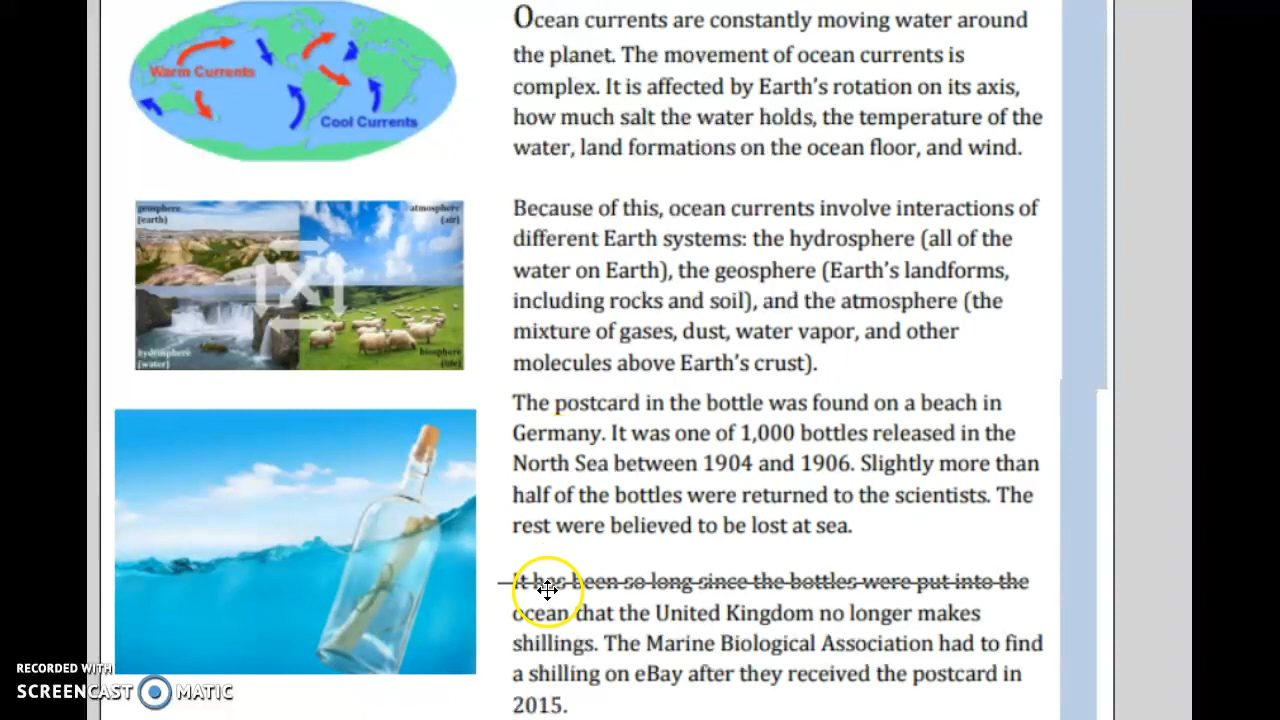 Warm Currents
Cool Currents
Ocean currents are constantly moving water around
the planet. The movement of ocean currents is
complex. It is affected by Earth's rotation on its axis,
how much salt the water holds, the temperature of the
water, land formations on the ocean floor, and wind.
geosphere
(earth)
atmosphere
(air)
hydrosphere
(water)
biosphere
(life)
Because of this, ocean currents involve interactions of
different Earth systems: the hydrosphere (all of the
water on Earth), the geosphere (Earth's landforms,
including rocks and soil), and the atmosphere (the
mixture of gases, dust, water vapor, and other
molecules above Earth's crust).
The postcard in the bottle was found on a beach in
Germany. It was one of 1,000 bottles released in the
North Sea between 1904 and 1906. Slightly more than
half of the bottles were returned to the scientists. The
rest were believed to be lost at sea.
It has been so long since the bottles were put into the
ocean that the United Kingdom no longer makes
shillings. The Marine Biological Association had to find
a shilling on eBay after they received the postcard in
2015.
RECORDED WITH
SCREENCAST MATIC